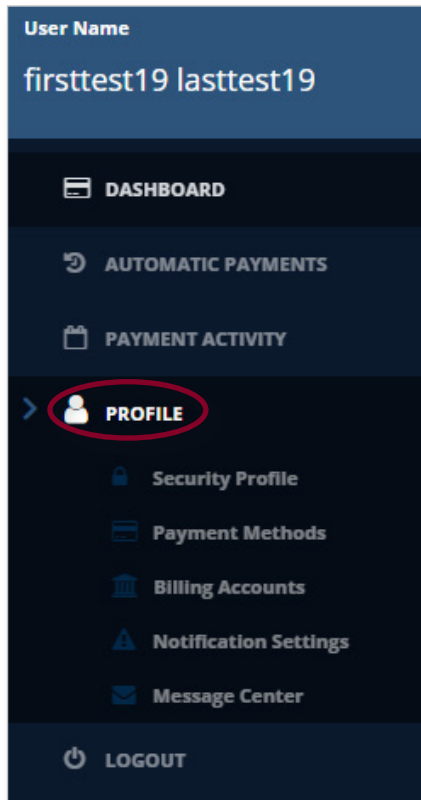 User Name
firsttest19 lasttest19
DASHBOARD
AUTOMATIC PAYMENTS
PAYMENT ACTIVITY
PROFILE
Security Profile
Payment Methods
Billing Accounts
Notification Settings
Message Center
LOGOUT